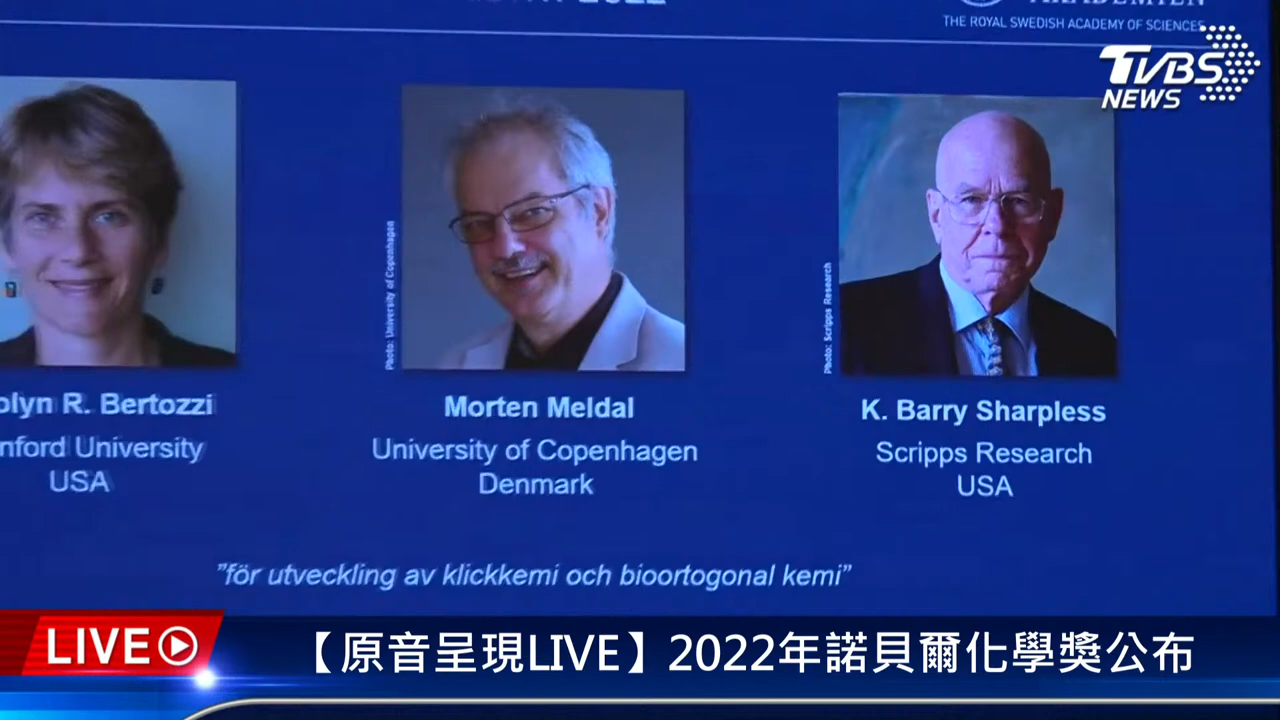 2022
AKADEMIEN
THE ROYAL SWEDISH ACADEMY OF SCIENCES
TVBS
NEWS
Photo: University of Copenhagen
Photo: Scripps Research
olyn R. Bertozzi
nford University
USA
Morten Meldal
University of Copenhagen
Denmark
K. Barry Sharpless
Scripps Research
USA
"för utveckling av klickkemi och bioortogonal kemi"
LIVE
【原音呈現LIVE】2022年諾貝爾化學獎公布